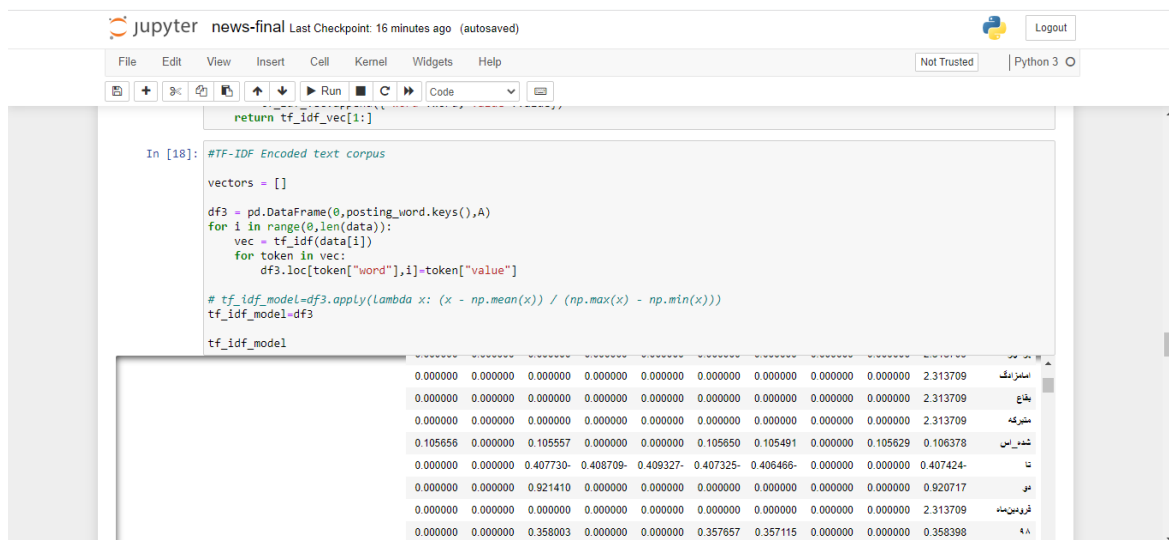 jupyter news-final Last Checkpoint: 16 minutes ago (autosaved)
Logout
File Edit View Insert Cell Kernel Widgets Help
Not Trusted
Python 3
Run
Code
return tf_idf_vec[1:]
In [18]: #TF-IDF Encoded text corpus
vectors = []
df3 = pd.DataFrame(0,posting_word.keys(),A)
for i in range(0,len(data)):
    vec = tf_idf(data[i])
    for token in vec:
        df3.loc[token["word"],i]=token["value"]
# tf_idf_model=df3.apply(lambda x: (x - np.mean(x)) / (np.max(x) - np.min(x)))
tf_idf_model=df3
tf_idf_model
0.000000 0.000000 0.000000 0.000000 0.000000 0.000000 0.000000 0.000000 0.000000 2.313709 امامزادگ
0.000000 0.000000 0.000000 0.000000 0.000000 0.000000 0.000000 0.000000 0.000000 2.313709 بقاع
0.000000 0.000000 0.000000 0.000000 0.000000 0.000000 0.000000 0.000000 0.000000 2.313709 متبرکه
0.105656 0.000000 0.105557 0.000000 0.000000 0.105650 0.105491 0.000000 0.105629 0.106378 شده_اس
0.000000 0.000000 0.407730- 0.408709- 0.409327- 0.407325- 0.406466- 0.000000 0.000000 0.407424- تا
0.000000 0.000000 0.921410 0.000000 0.000000 0.000000 0.000000 0.000000 0.000000 0.920717 دو
0.000000 0.000000 0.000000 0.000000 0.000000 0.000000 0.000000 0.000000 0.000000 2.313709 فرودین‌ماه
0.000000 0.000000 0.358003 0.000000 0.000000 0.357657 0.357115 0.000000 0.000000 0.358398 ۹۸